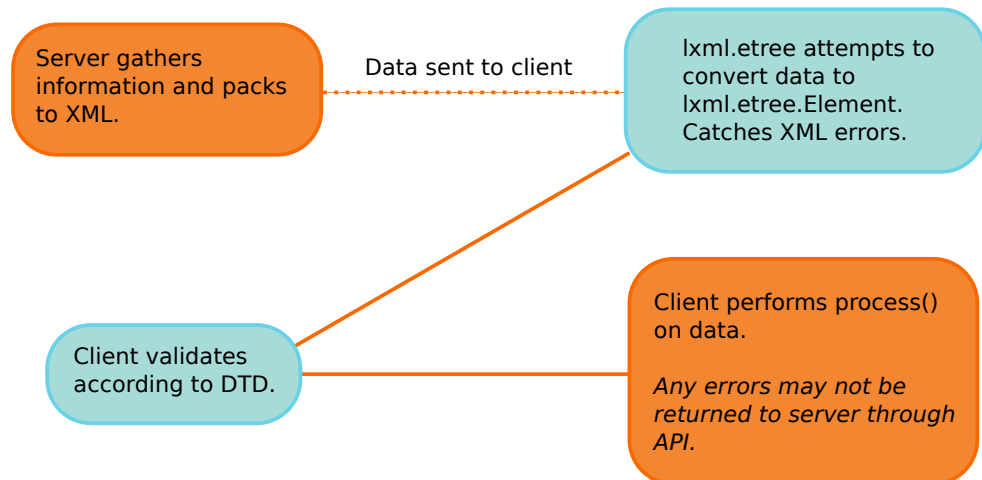 Server gathers
information and packs
to XML.
Data sent to client
lxml.etree attempts to
convert data to
lxml.etree.Element.
Catches XML errors.
Client validates
according to DTD.
Client performs process()
on data.
Any errors may not be
returned to server through
API.